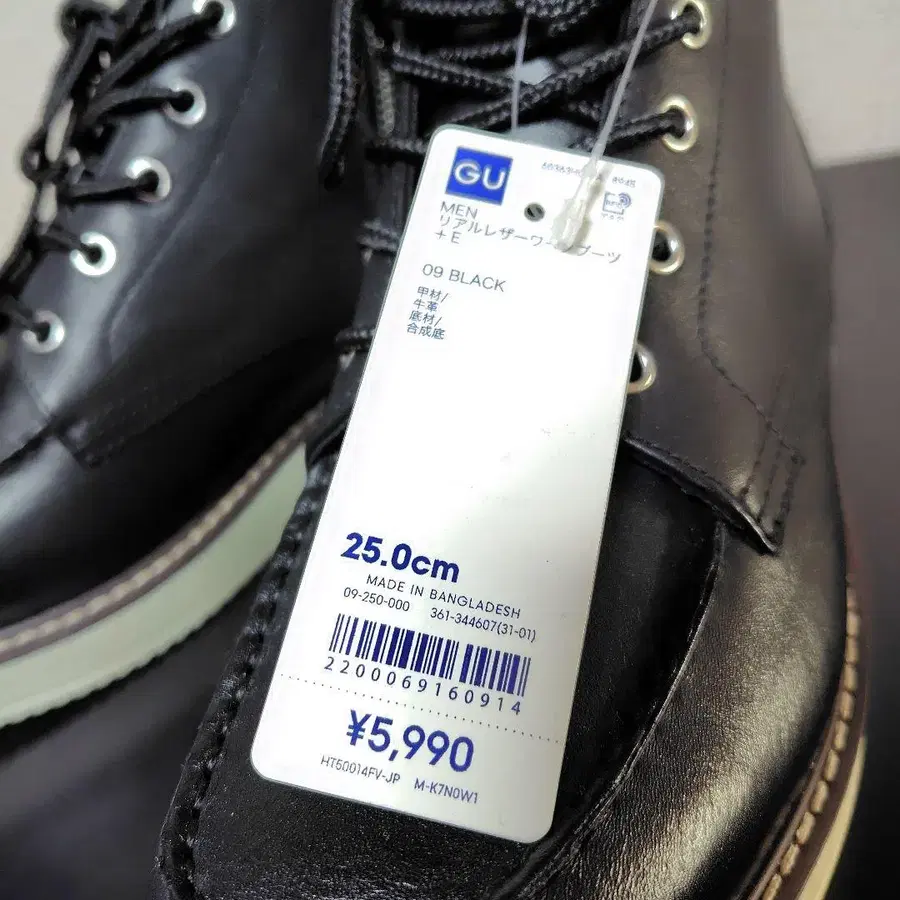 GU
MEN
リアルレザーワークブーツ
+E
09 BLACK
甲材/
牛革
底材/
合成底
25.0cm
MADE IN BANGLADESH
09-250-000 361-344607(31-01)
2200069160914
¥5,990
HT50014FV-JP M-K7N0W1